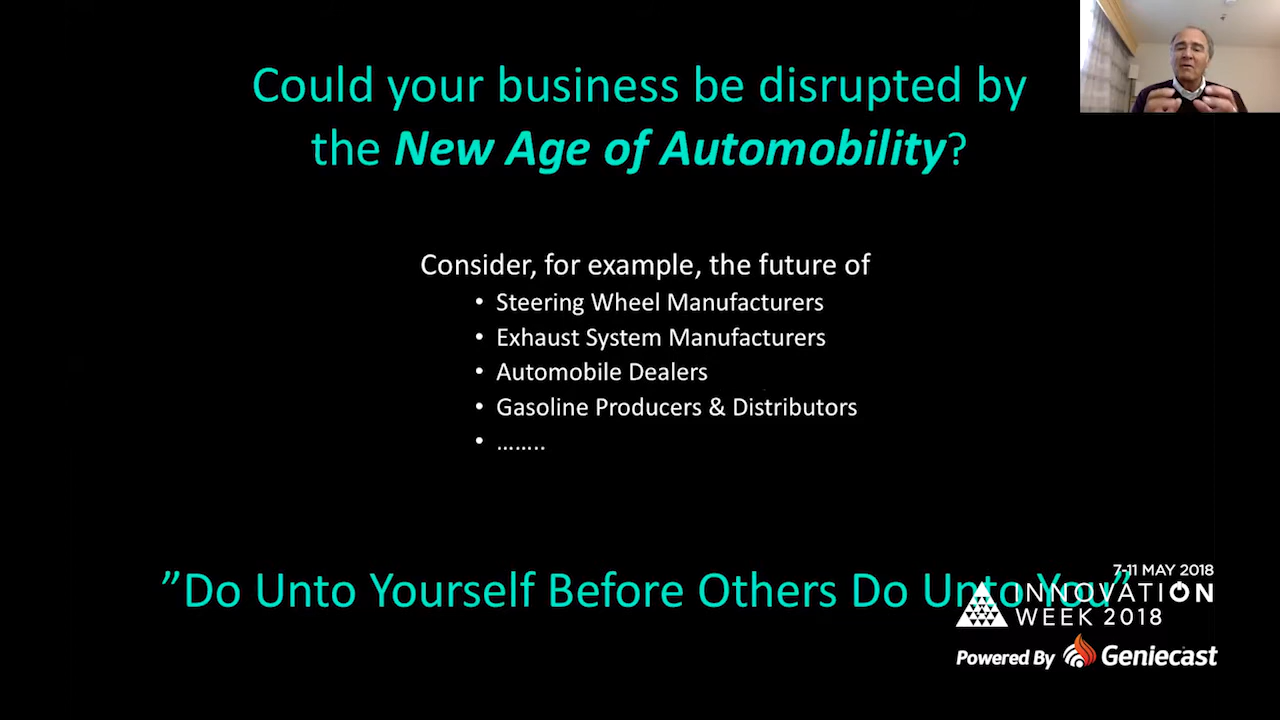 Could your business be disrupted by
the New Age of Automobility?
Consider, for example, the future of
• Steering Wheel Manufacturers
• Exhaust System Manufacturers
• Automobile Dealers
• Gasoline Producers & Distributors
• ……..
”Do Unto Yourself Before Others Do Unto You”
7-11 MAY 2018
INNOVATION
WEEK 2018
Powered By Geniecast